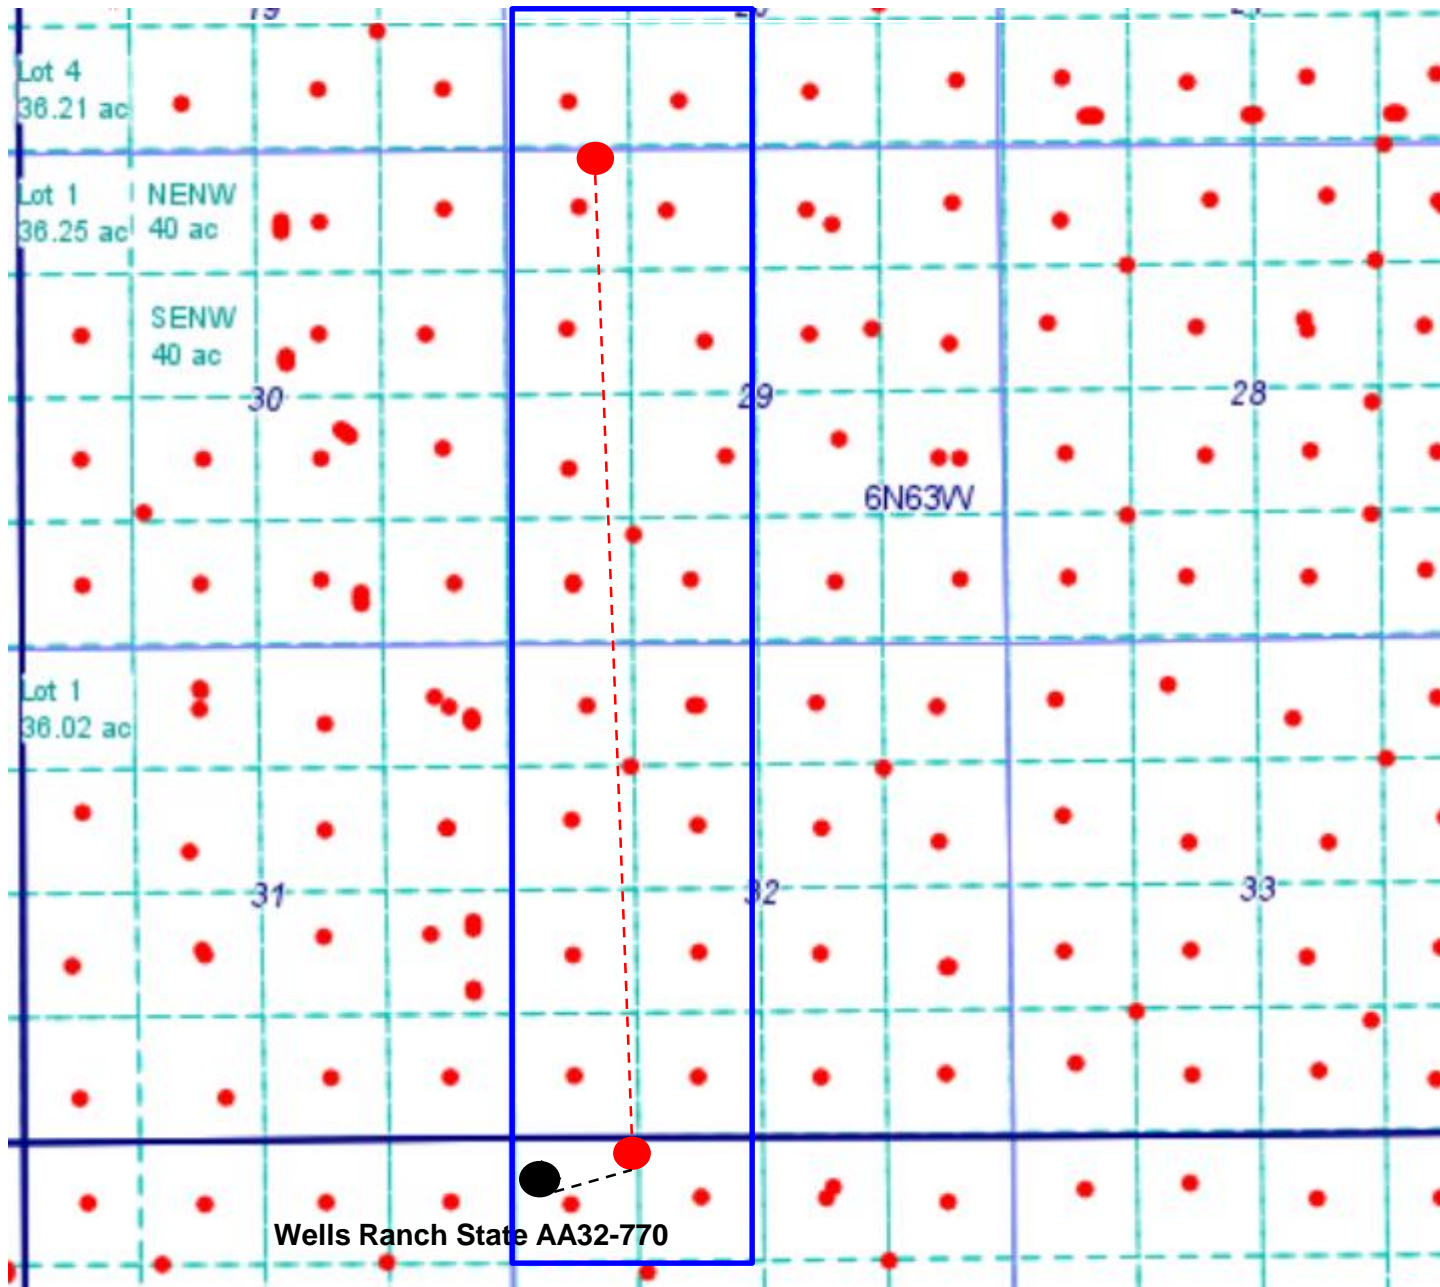 19
Lot 4
36.21 ac
Lot 1
36.25 ac
NENW
40 ac
SENW
40 ac
30
29
28
6N63W
Lot 1
36.02 ac
31
32
33
Wells Ranch State AA32-770